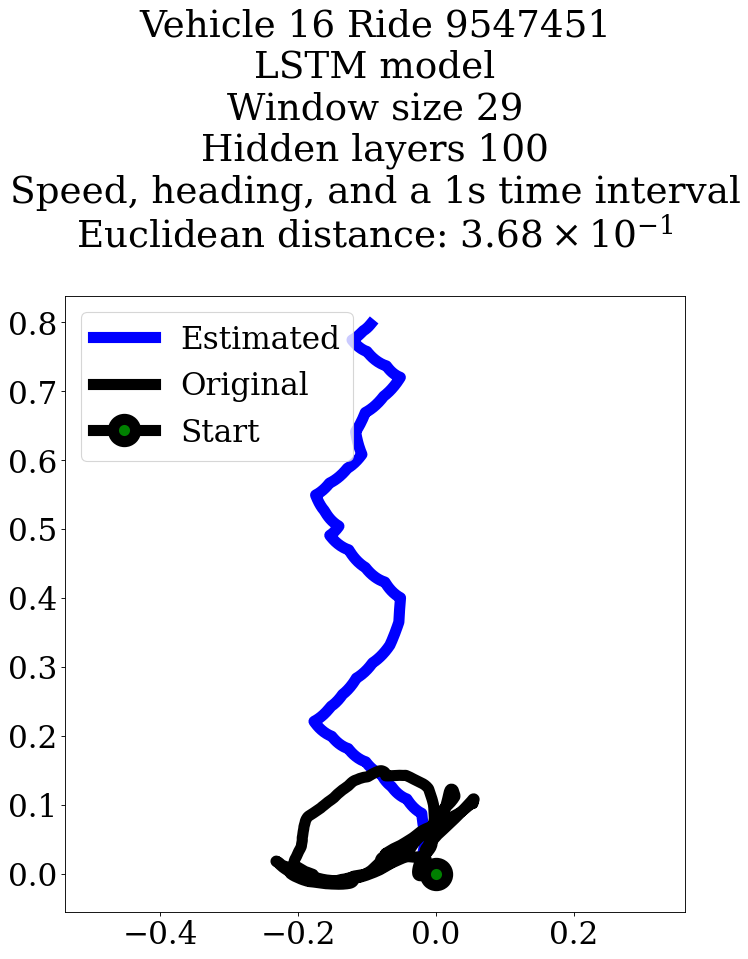 Vehicle 16 Ride 9547451
LSTM model
Window size 29
Hidden layers 100
Speed, heading, and a 1s time interval
Euclidean distance: 3.68 × 10⁻¹
Estimated
Original
Start
0.8
0.7
0.6
0.5
0.4
0.3
0.2
0.1
0.0
−0.4 −0.2 0.0 0.2